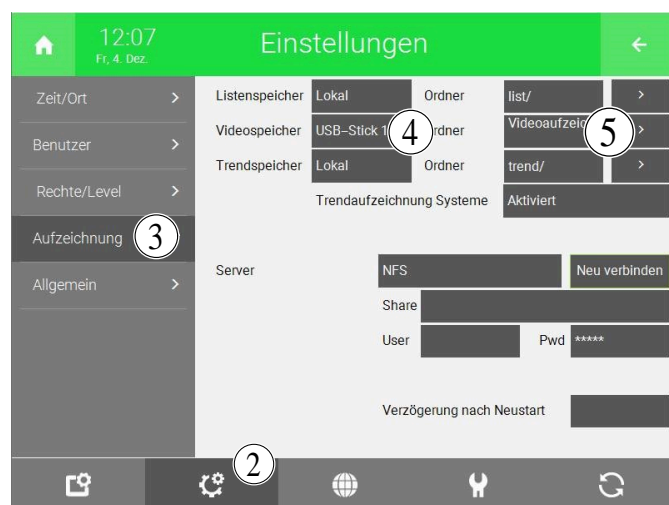 12:07 Einstellungen
Fr, 4. Dez.
Zeit/Ort >
Benutzer >
Rechte/Level >
Aufzeichnung 3
Allgemein >
Listenspeicher Lokal Ordner list/ >
Videospeicher USB-Stick 1 4 5 >
Trendspeicher Lokal Ordner trend/ >
Trendaufzeichnung Systeme Aktiviert
Server NFS Neu verbinden
Share
User Pwd *****
Verzögerung nach Neustart
2